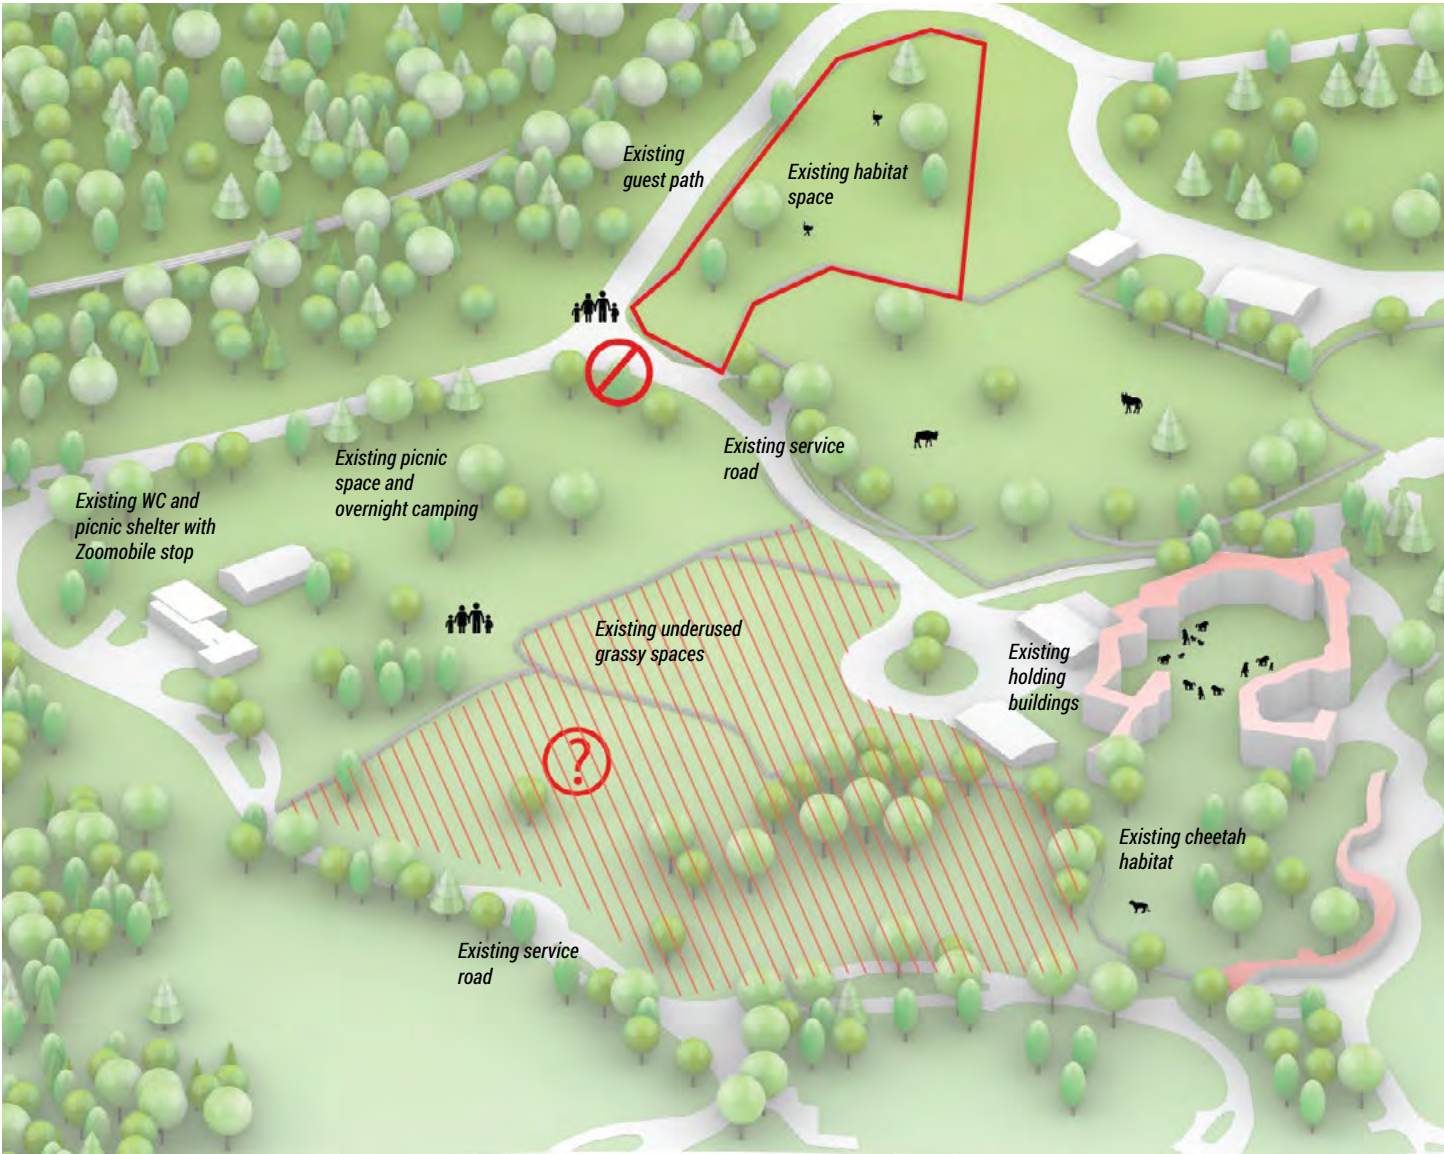 Existing
guest path
Existing habitat
space
Existing service
road
Existing picnic
space and
overnight camping
Existing WC and
picnic shelter with
Zoomobile stop
Existing underused
grassy spaces
Existing
holding
buildings
?
Existing cheetah
habitat
Existing service
road